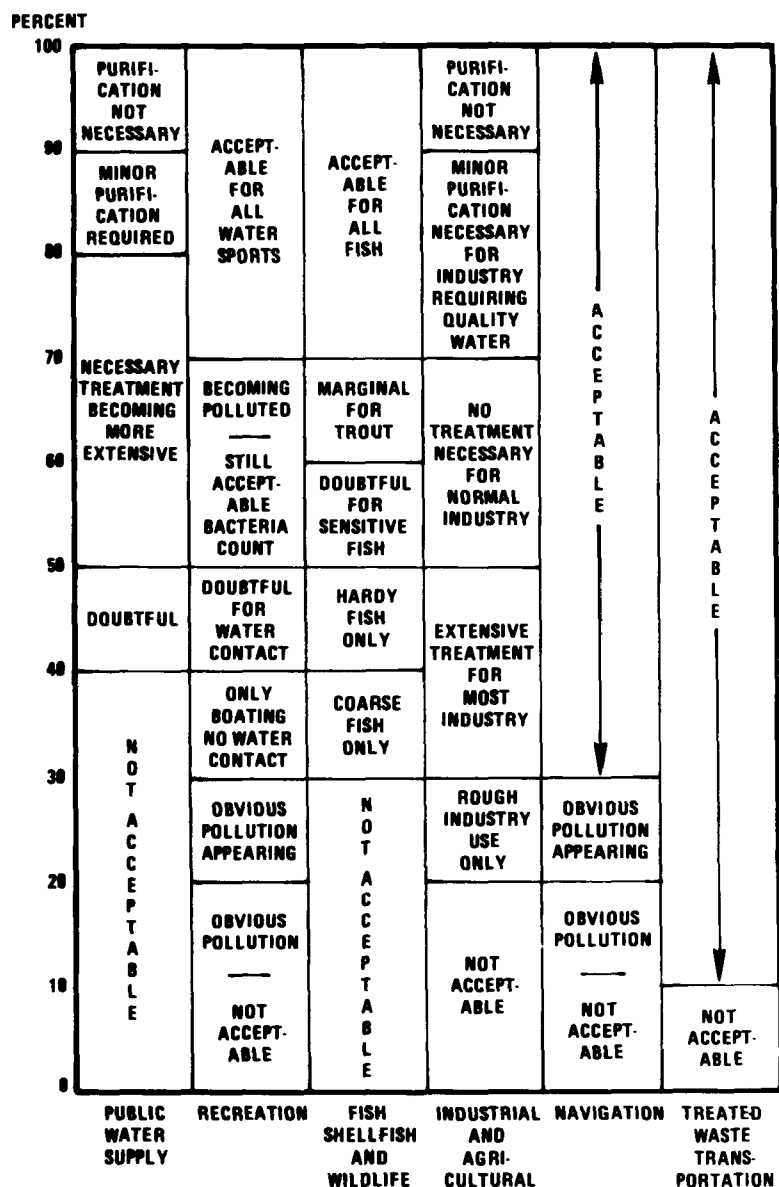 PERCENT
100
90
80
70
60
50
40
30
20
10
0
PURIFI-
CATION
NOT
NECESSARY
MINOR
PURIFI-
CATION
REQUIRED
NECESSARY
TREATMENT
BECOMING
MORE
EXTENSIVE
DOUBTFUL
NOT ACCEPTABLE
PUBLIC
WATER
SUPPLY
ACCEPT-
ABLE
FOR
ALL
WATER
SPORTS
BECOMING
POLLUTED
STILL
ACCEPT-
ABLE
BACTERIA
COUNT
DOUBTFUL
FOR
WATER
CONTACT
ONLY
BOATING
NO WATER
CONTACT
OBVIOUS
POLLUTION
APPEARING
OBVIOUS
POLLUTION
NOT
ACCEPT-
ABLE
RECREATION
ACCEPT-
ABLE
FOR
ALL
FISH
MARGINAL
FOR
TROUT
DOUBTFUL
FOR
SENSITIVE
FISH
HARDY
FISH
ONLY
COARSE
FISH
ONLY
NOT ACCEPTABLE
FISH
SHELLFISH
AND
WILDLIFE
PURIFI-
CATION
NOT
NECESSARY
MINOR
PURIFI-
CATION
NECESSARY
FOR
INDUSTRY
REQUIRING
QUALITY
WATER
NO
TREATMENT
NECESSARY
FOR
NORMAL
INDUSTRY
EXTENSIVE
TREATMENT
FOR
MOST
INDUSTRY
ROUGH
INDUSTRY
USE
ONLY
NOT
ACCEPT-
ABLE
INDUSTRIAL
AND
AGRI-
CULTURAL
ACCEPTABLE
OBVIOUS
POLLUTION
APPEARING
OBVIOUS
POLLUTION
NOT
ACCEPT-
ABLE
NAVIGATION
ACCEPTABLE
NOT
ACCEPT-
ABLE
TREATED
WASTE
TRANS-
PORTATION